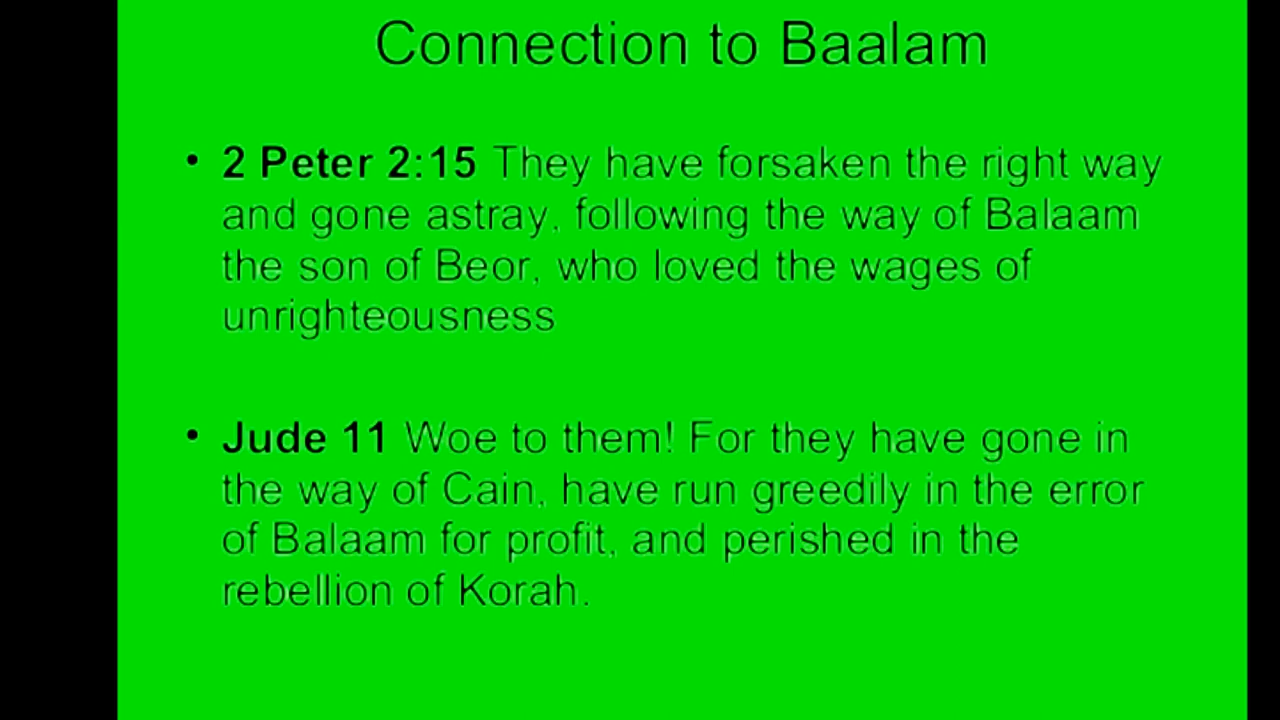 Connection to Baalam
• 2 Peter 2:15 They have forsaken the right way
and gone astray, following the way of Balaam
the son of Beor, who loved the wages of
unrighteousness
• Jude 11 Woe to them! For they have gone in
the way of Cain, have run greedily in the error
of Balaam for profit, and perished in the
rebellion of Korah.